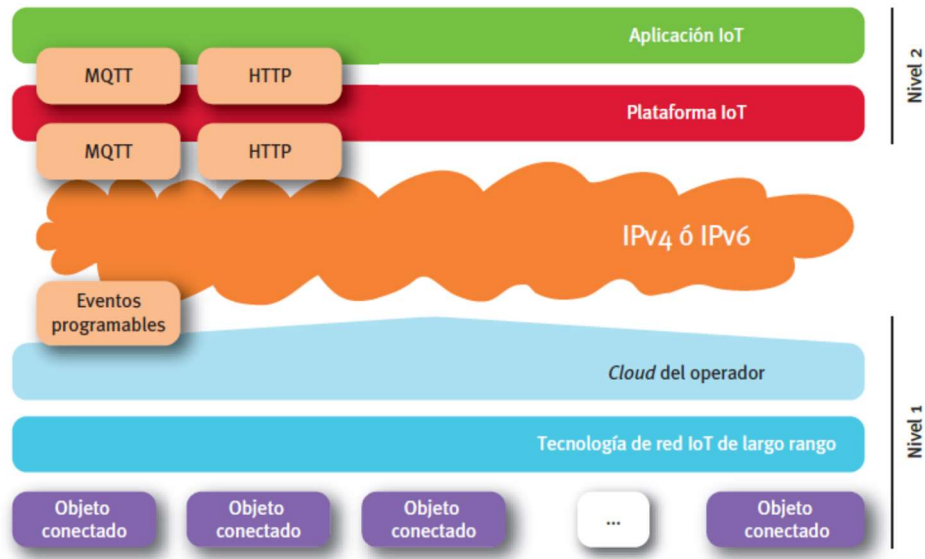 Aplicación IoT
MQTT
HTTP
Plataforma IoT
MQTT
HTTP
Nivel 2
IPv4 ó IPv6
Eventos
programables
Cloud del operador
Tecnología de red IoT de largo rango
Objeto
conectado
Objeto
conectado
Objeto
conectado
...
Objeto
conectado
Nivel 1